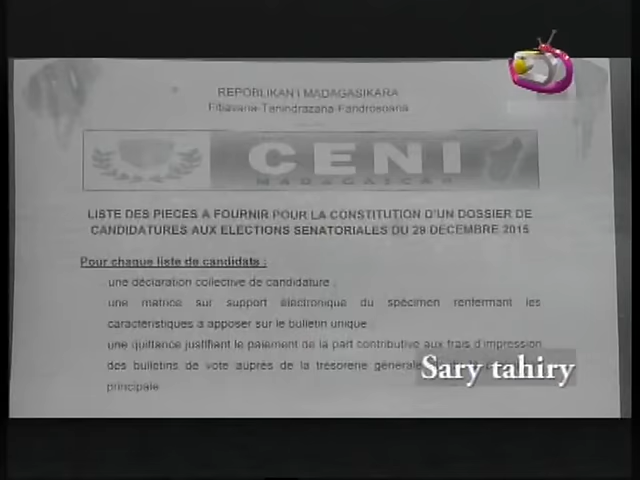 REPOBLIKAN'I MADAGASIKARA
Fitiavana-Tanindrazana-Fandrosoana
CENI
MADAGASCAR
LISTE DES PIECES A FOURNIR POUR LA CONSTITUTION D'UN DOSSIER DE
CANDIDATURES AUX ELECTIONS SENATORIALES DU 29 DECEMBRE 2015
Pour chaque liste de candidats :
une déclaration collective de candidature ;
une matrice sur support électronique du spécimen renfermant les
caractéristiques à apposer sur le bulletin unique
une quittance justifiant le paiement de la part contributive aux frais d'impression
des bulletins de vote auprès de la trésorerie générale
principale
Sary tahiry